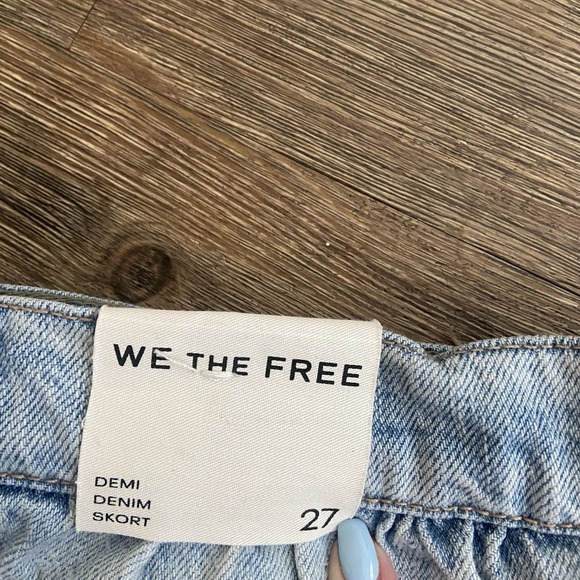 WE THE FREE
DEMI
DENIM
SKORT
27